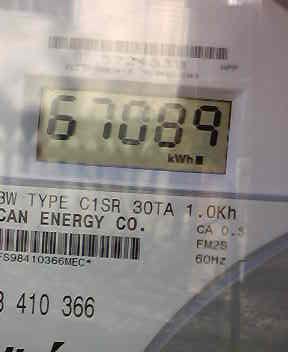 67089
kWh
3W TYPE C1SR 30TA 1.0Kh
CAN ENERGY CO.
CA 0.3
FM2S
60Hz
FS98410366MEC*
410 366